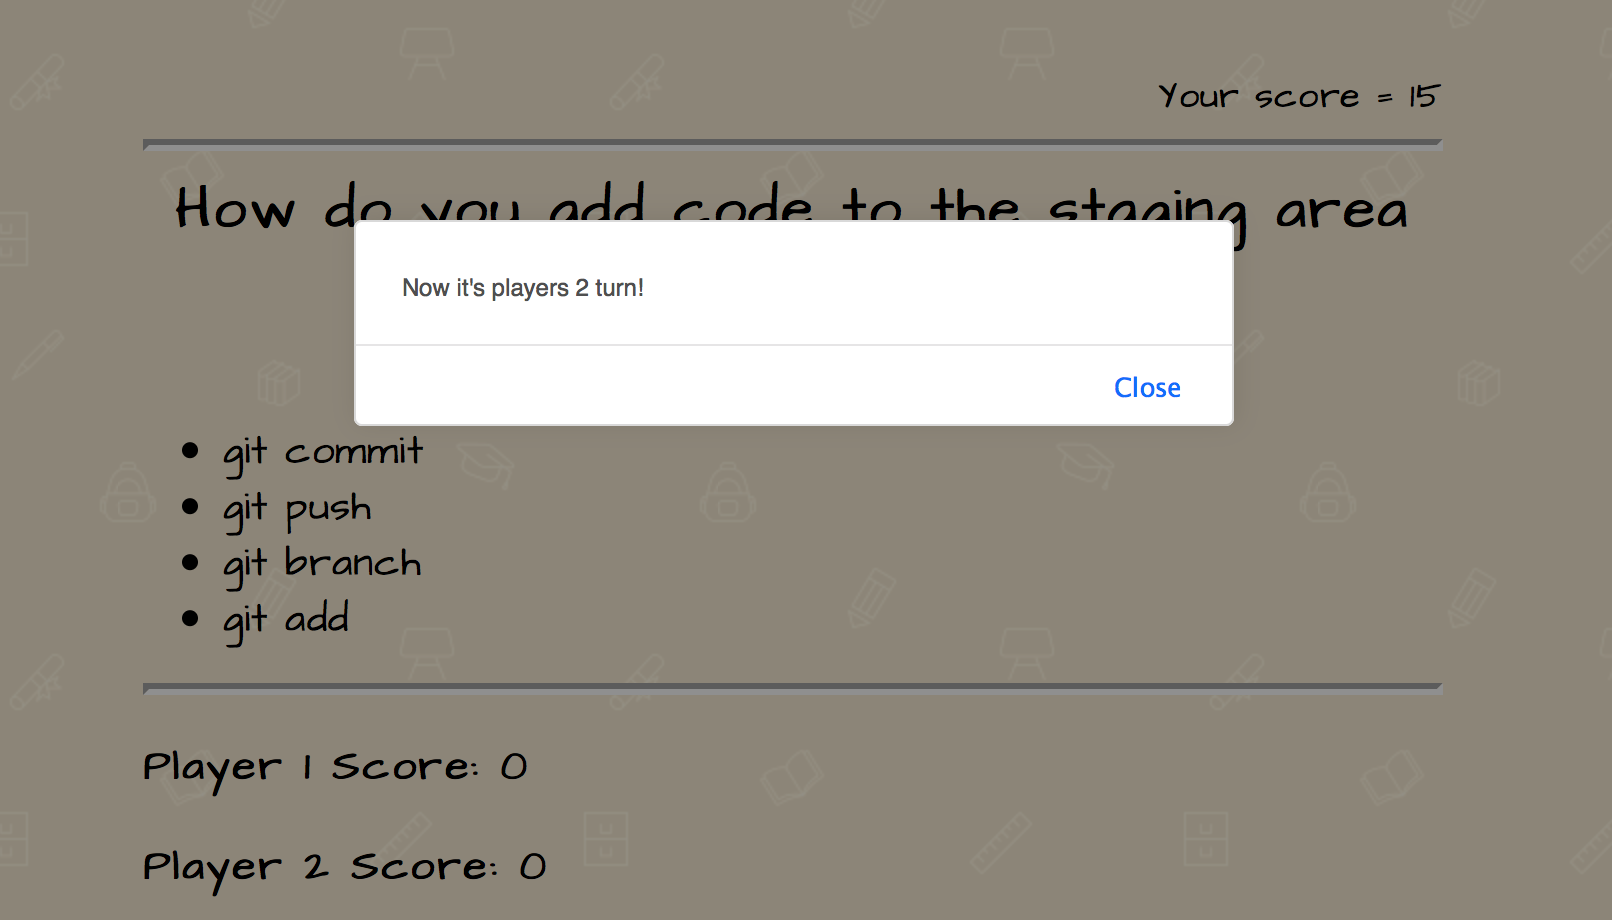 Your score = 15
How do you add code to the staging area
Now it's players 2 turn!
Close
git commit
git push
git branch
git add
Player 1 Score: 0
Player 2 Score: 0